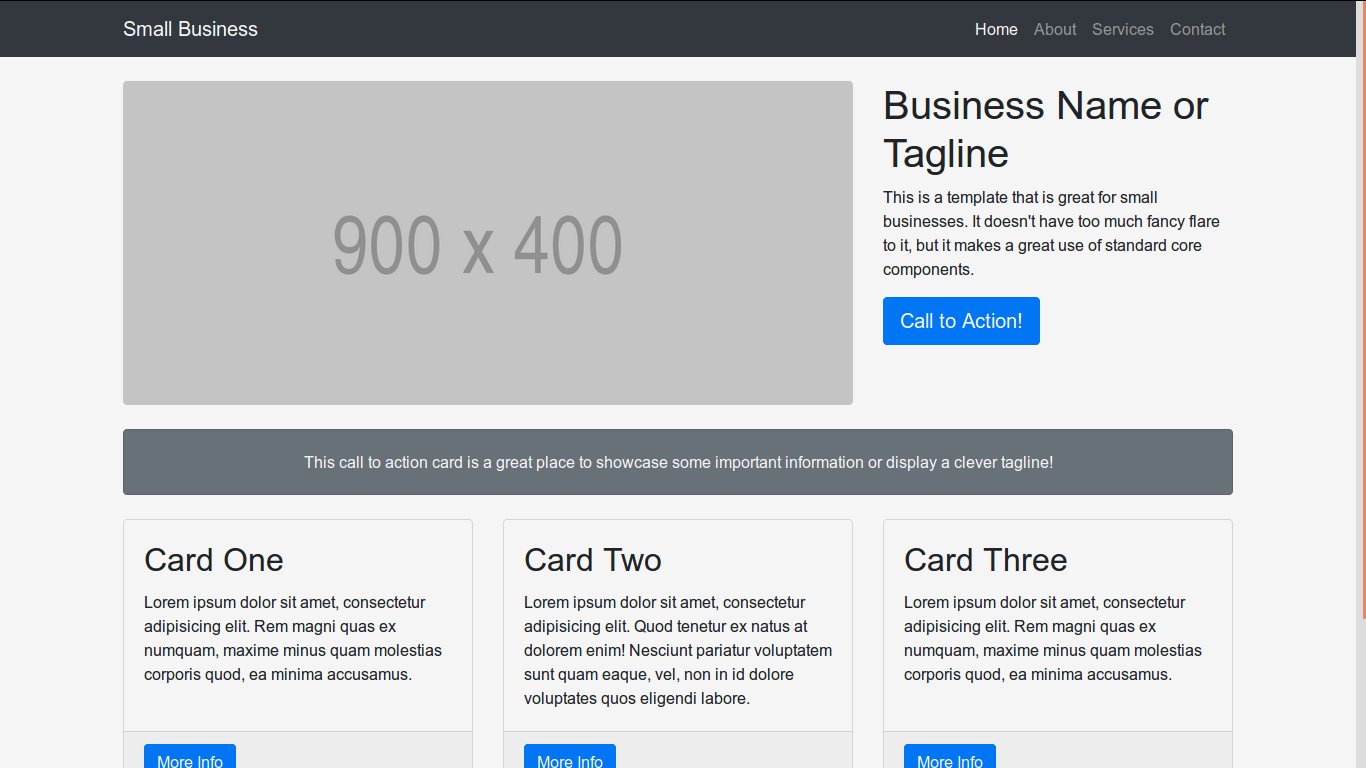 Small Business
Home About Services Contact
900 x 400
Business Name or
Tagline
This is a template that is great for small
businesses. It doesn't have too much fancy flare
to it, but it makes a great use of standard core
components.
Call to Action!
This call to action card is a great place to showcase some important information or display a clever tagline!
Card One
Lorem ipsum dolor sit amet, consectetur
adipisicing elit. Rem magni quas ex
numquam, maxime minus quam molestias
corporis quod, ea minima accusamus.
More Info
Card Two
Lorem ipsum dolor sit amet, consectetur
adipisicing elit. Quod tenetur ex natus at
dolorem enim! Nesciunt pariatur voluptatem
sunt quam eaque, vel, non in id dolore
voluptates quos eligendi labore.
More Info
Card Three
Lorem ipsum dolor sit amet, consectetur
adipisicing elit. Rem magni quas ex
numquam, maxime minus quam molestias
corporis quod, ea minima accusamus.
More Info